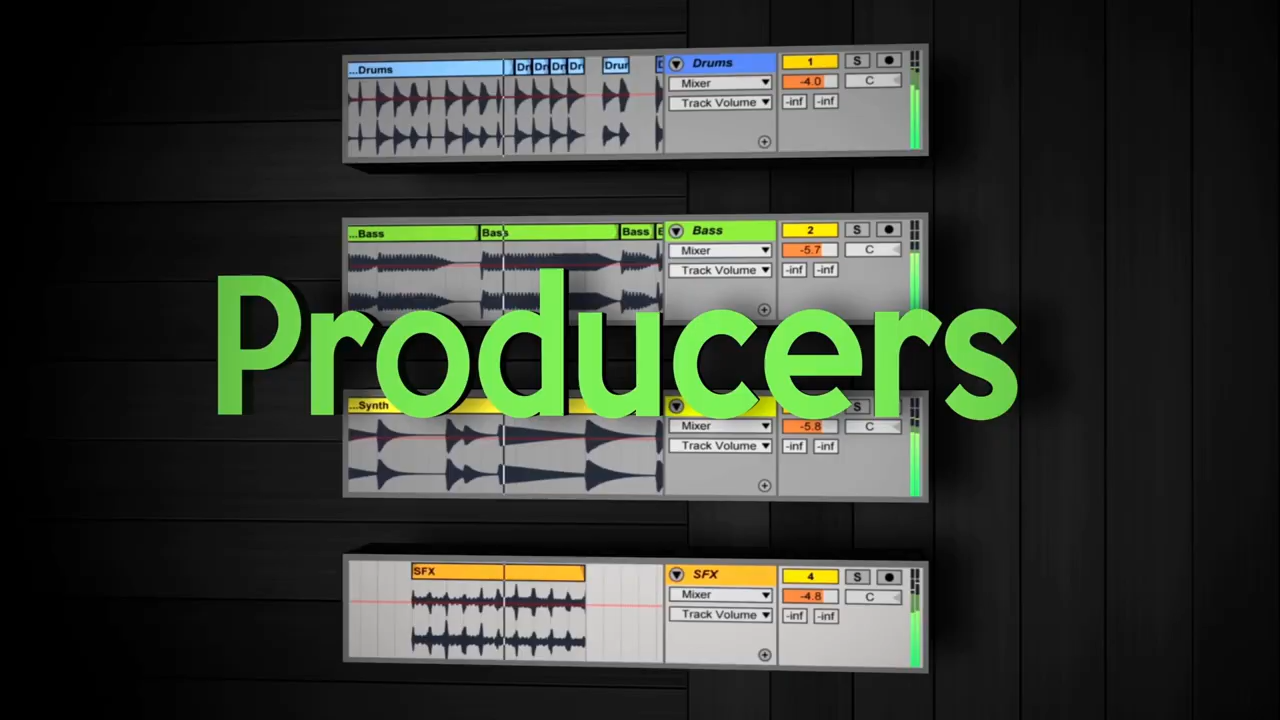 ...Drums Dr Dr Dr Dr Drur Drums 1 S
Mixer -4.0 C
Track Volume -inf -inf
...Bass Bass Bass Bass 2 S
Mixer -5.7 C
Track Volume -inf -inf
Producers
...Synth S
Mixer -5.8 C
Track Volume -inf -inf
SFX SFX 4 S
Mixer -4.8 C
Track Volume -inf -inf